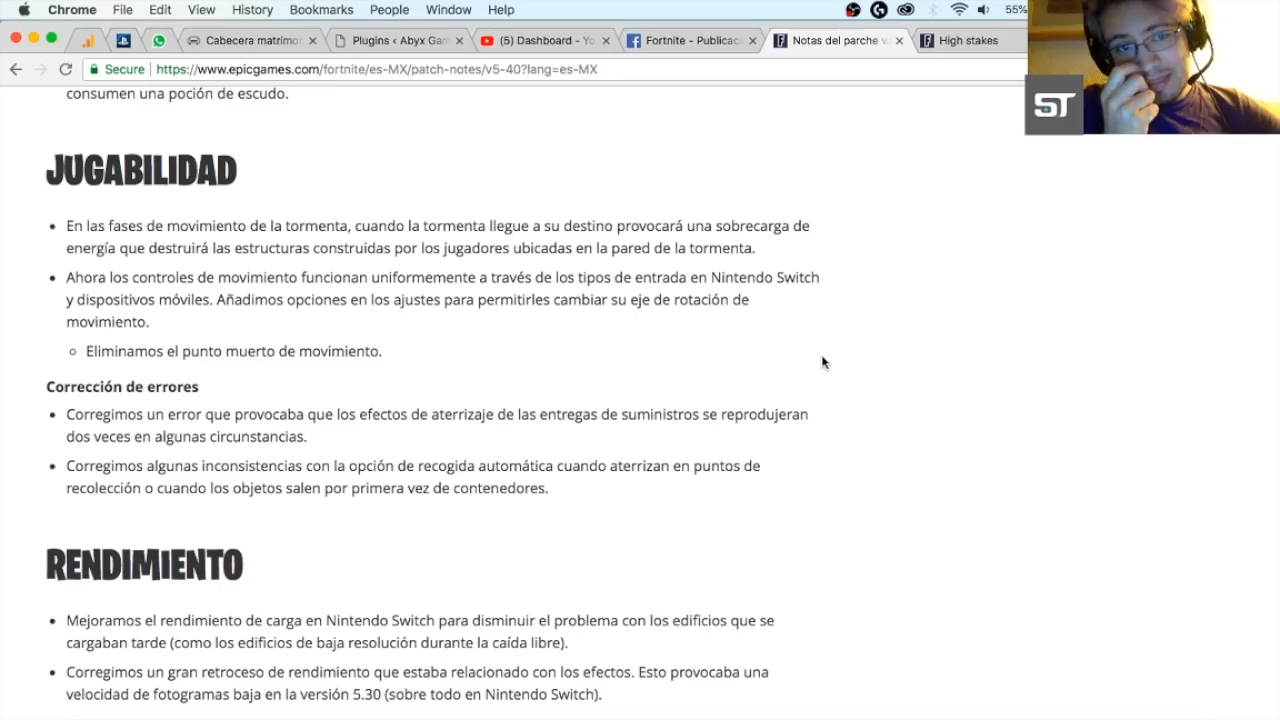 Chrome File Edit View History Bookmarks People Window Help 55%
Cabecera matrimon Plugins ‹ Abyx Gam (5) Dashboard - Yo Fortnite - Publicac Notas del parche v. High stakes
Secure https://www.epicgames.com/fortnite/es-MX/patch-notes/v5-40?lang=es-MX
ST
consumen una poción de escudo.
JUGABILIDAD
• En las fases de movimiento de la tormenta, cuando la tormenta llegue a su destino provocará una sobrecarga de
energía que destruirá las estructuras construidas por los jugadores ubicadas en la pared de la tormenta.
• Ahora los controles de movimiento funcionan uniformemente a través de los tipos de entrada en Nintendo Switch
y dispositivos móviles. Añadimos opciones en los ajustes para permitirles cambiar su eje de rotación de
movimiento.
○ Eliminamos el punto muerto de movimiento.
Corrección de errores
• Corregimos un error que provocaba que los efectos de aterrizaje de las entregas de suministros se reprodujeran
dos veces en algunas circunstancias.
• Corregimos algunas inconsistencias con la opción de recogida automática cuando aterrizan en puntos de
recolección o cuando los objetos salen por primera vez de contenedores.
RENDIMIENTO
• Mejoramos el rendimiento de carga en Nintendo Switch para disminuir el problema con los edificios que se
cargaban tarde (como los edificios de baja resolución durante la caída libre).
• Corregimos un gran retroceso de rendimiento que estaba relacionado con los efectos. Esto provocaba una
velocidad de fotogramas baja en la versión 5.30 (sobre todo en Nintendo Switch).